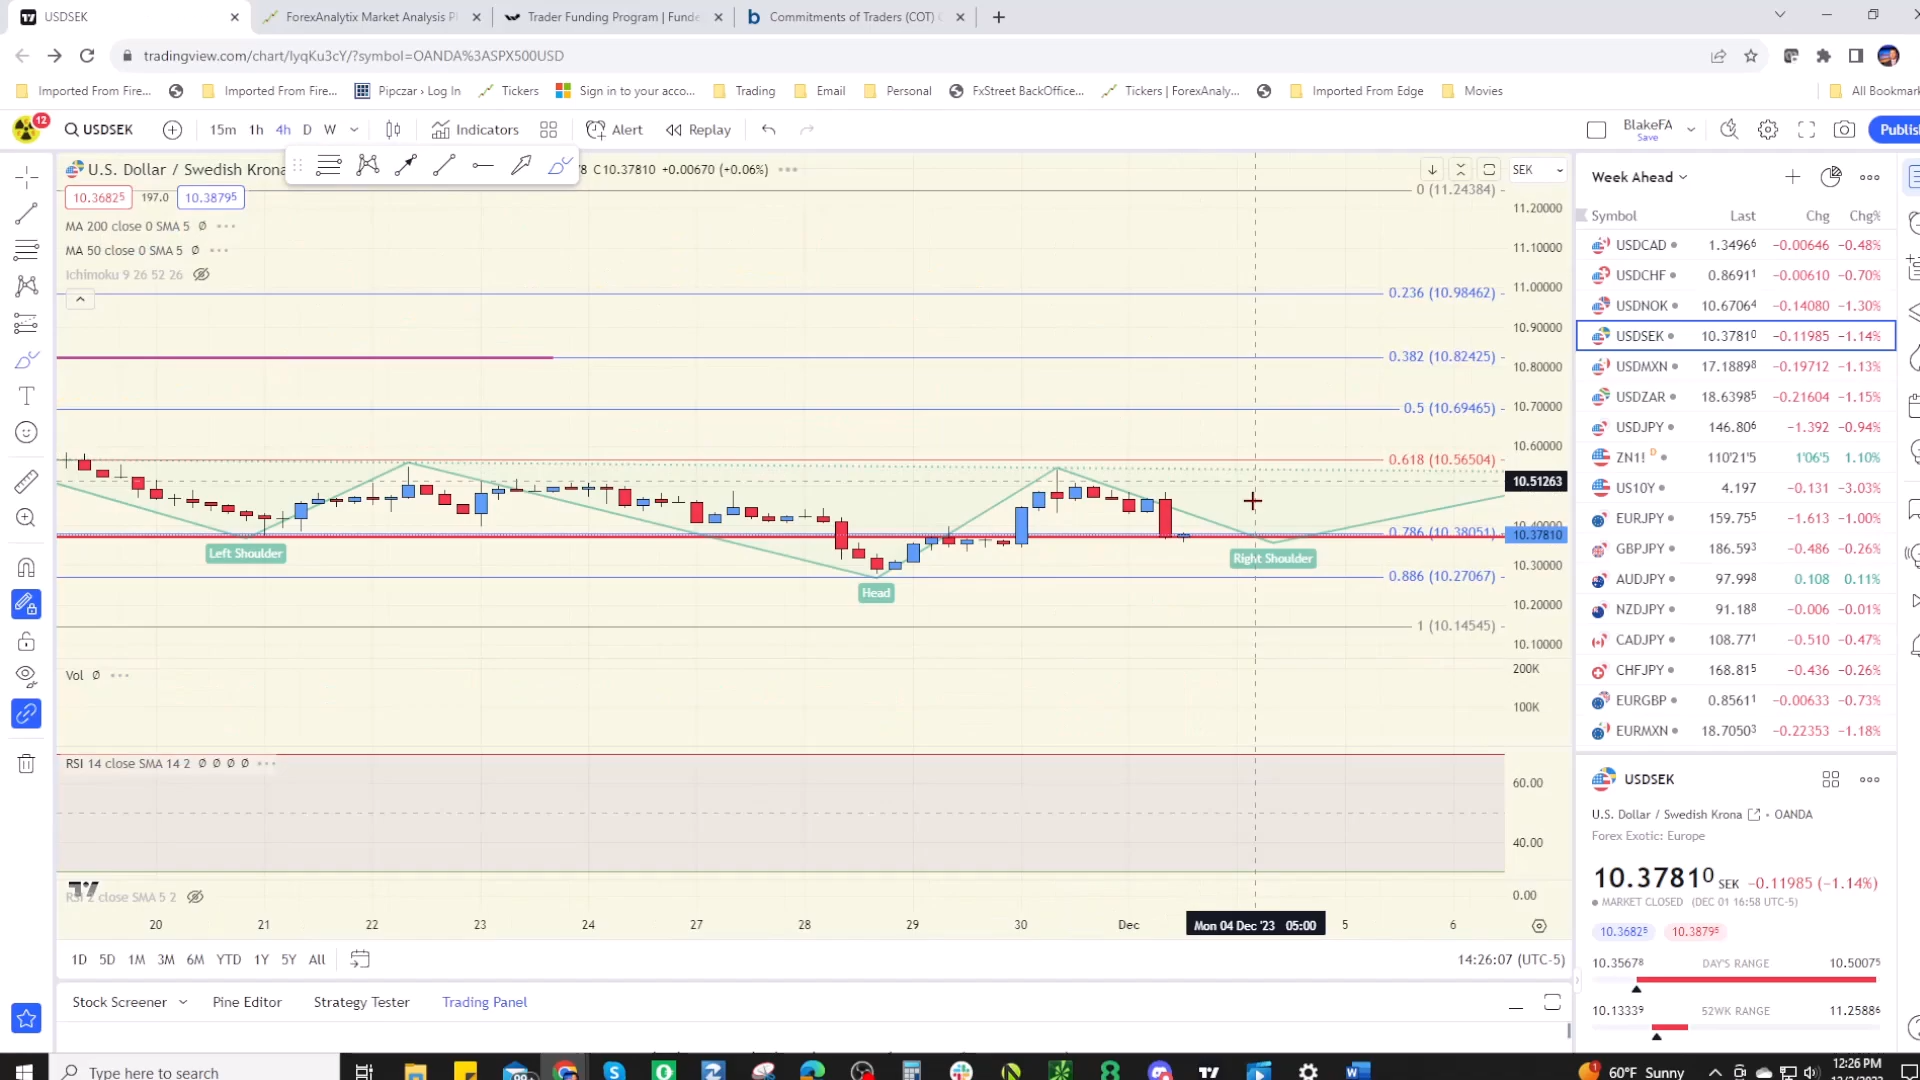 USDSEK
ForexAnalytix Market Analysis Pl
Trader Funding Program | Funde
Commitments of Traders (COT)
tradingview.com/chart/IyqKu3cY/?symbol=OANDA%3ASPX500USD
Imported From Fire...
Imported From Fire...
Pipczar › Log In
Tickers
Sign in to your acco...
Trading
Email
Personal
FxStreet BackOffice...
Tickers | ForexAnaly...
Imported From Edge
Movies
All Bookmark
12
USDSEK
15m 1h 4h D W
Indicators
Alert
Replay
BlakeFA
Save
Publis
U.S. Dollar / Swedish Krona
C10.37810 +0.00670 (+0.06%)
SEK
10.36825 197.0 10.38795
MA 200 close 0 SMA 5
MA 50 close 0 SMA 5
Ichimoku 9 26 52 26
0 (11.24384)
0.236 (10.98462)
0.382 (10.82425)
0.5 (10.69465)
0.618 (10.56504)
0.786 (10.38051)
0.886 (10.27067)
1 (10.14545)
11.20000
11.10000
11.00000
10.90000
10.80000
10.70000
10.60000
10.51263
10.40000
10.37810
10.30000
10.20000
10.10000
Left Shoulder
Head
Right Shoulder
Vol
200K
100K
RSI 14 close SMA 14 2
60.00
40.00
RSI 2 close SMA 5 2
0.00
20 21 22 23 24 27 28 29 30 Dec
Mon 04 Dec '23 05:00
5 6
1D 5D 1M 3M 6M YTD 1Y 5Y All
14:26:07 (UTC-5)
Stock Screener
Pine Editor
Strategy Tester
Trading Panel
Week Ahead
Symbol Last Chg Chg%
USDCAD 1.34966 −0.00646 −0.48%
USDCHF 0.86911 −0.00610 −0.70%
USDNOK 10.67064 −0.14080 −1.30%
USDSEK 10.37810 −0.11985 −1.14%
USDMXN 17.18898 −0.19712 −1.13%
USDZAR 18.63985 −0.21604 −1.15%
USDJPY 146.806 −1.392 −0.94%
ZN1! D 110'21'5 1'06'5 1.10%
US10Y 4.197 −0.131 −3.03%
EURJPY 159.755 −1.613 −1.00%
GBPJPY 186.593 −0.486 −0.26%
AUDJPY 97.998 0.108 0.11%
NZDJPY 91.188 −0.006 −0.01%
CADJPY 108.771 −0.510 −0.47%
CHFJPY 168.815 −0.436 −0.26%
EURGBP 0.85611 −0.00633 −0.73%
EURMXN 18.70503 −0.22353 −1.18%
USDSEK
U.S. Dollar / Swedish Krona • OANDA
Forex Exotic: Europe
10.37810 SEK −0.11985 (−1.14%)
MARKET CLOSED (DEC 01 16:58 UTC-5)
10.36825 10.38795
10.35678 DAY'S RANGE 10.50075
10.13339 52WK RANGE 11.25886
Type here to search
99+
60°F Sunny
12:26 PM